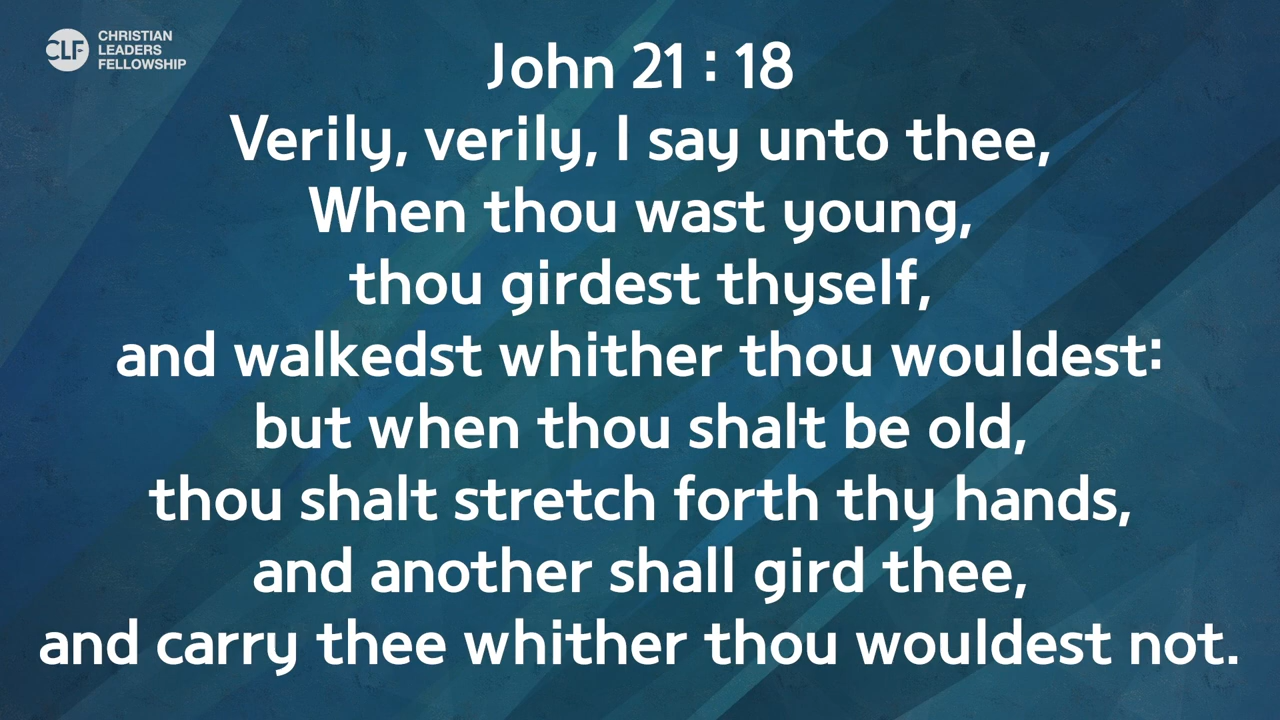 CLF
CHRISTIAN
LEADERS
FELLOWSHIP
John 21 : 18
Verily, verily, I say unto thee,
When thou wast young,
thou girdest thyself,
and walkedst whither thou wouldest:
but when thou shalt be old,
thou shalt stretch forth thy hands,
and another shall gird thee,
and carry thee whither thou wouldest not.